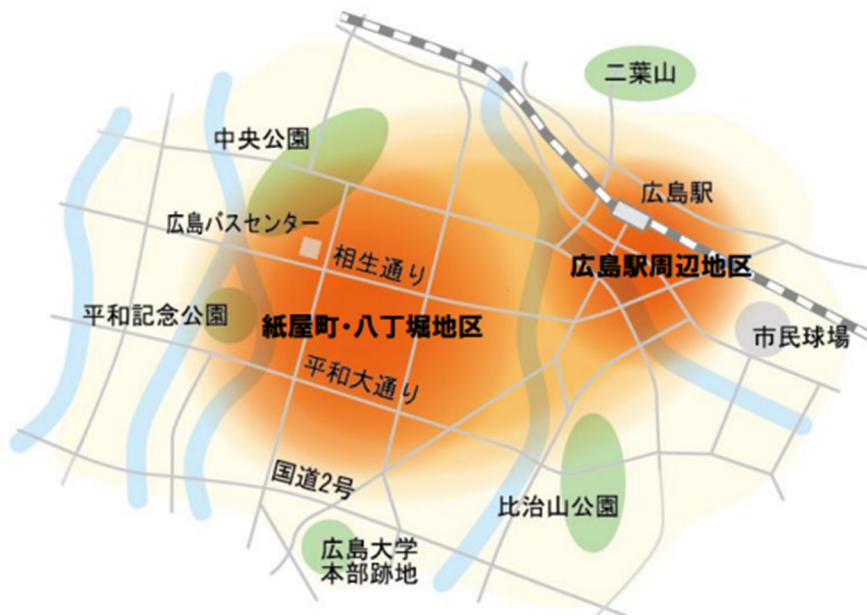 二葉山
中央公園
広島駅
広島バスセンター
相生通り
広島駅周辺地区
平和記念公園
紙屋町・八丁堀地区
市民球場
平和大通り
国道2号
比治山公園
広島大学
本部跡地